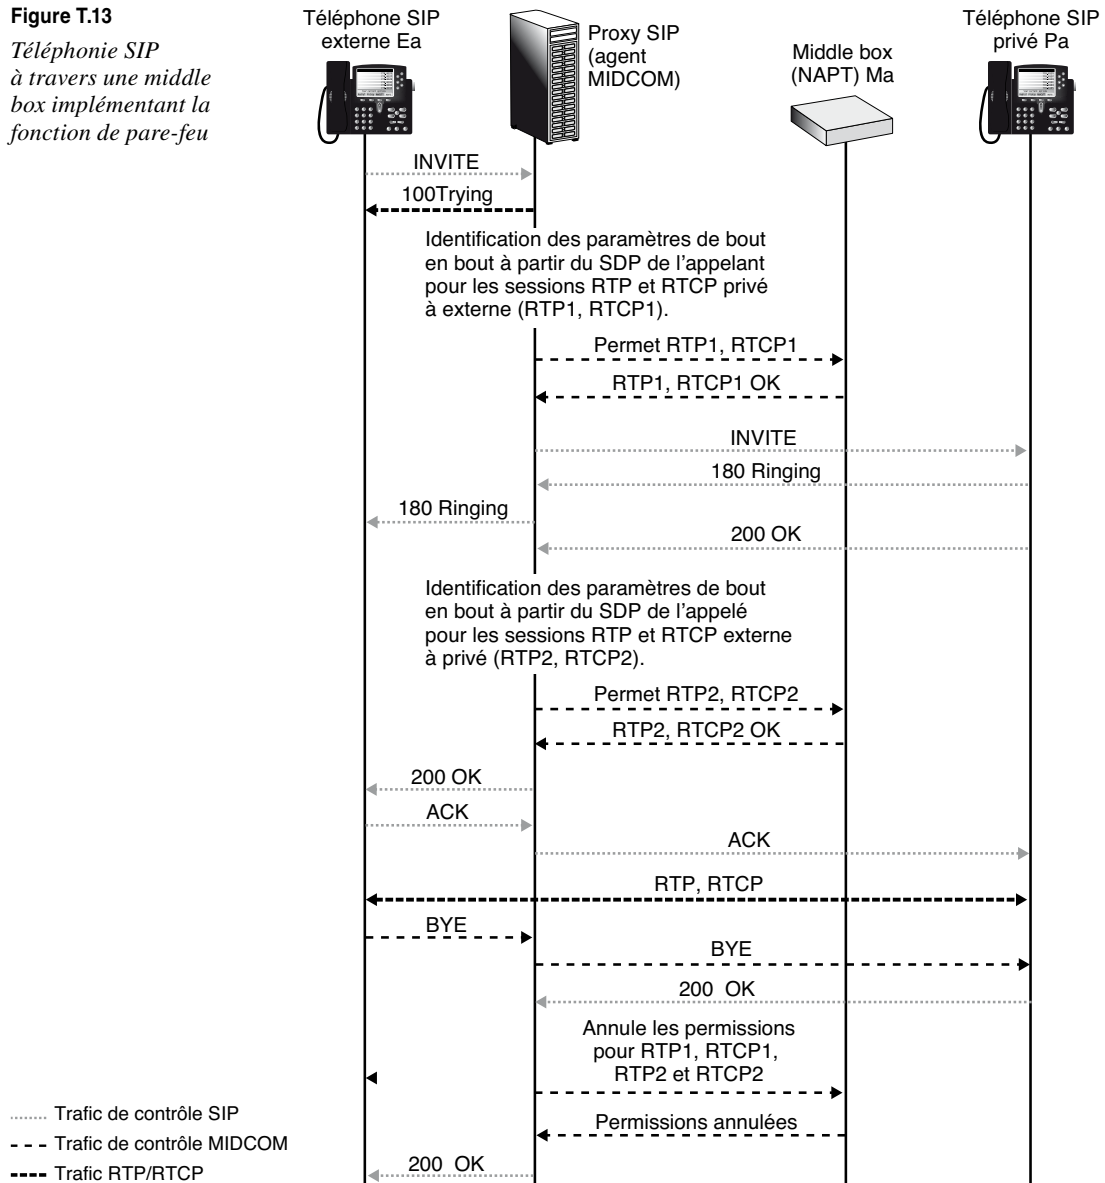 Figure T.13
Téléphonie SIP
à travers une middle
box implémentant la
fonction de pare-feu
Téléphone SIP
externe Ea
Proxy SIP
(agent
MIDCOM)
Middle box
(NAPT) Ma
Téléphone SIP
privé Pa
INVITE
100Trying
Identification des paramètres de bout
en bout à partir du SDP de l'appelant
pour les sessions RTP et RTCP privé
à externe (RTP1, RTCP1).
Permet RTP1, RTCP1
RTP1, RTCP1 OK
INVITE
180 Ringing
180 Ringing
200 OK
Identification des paramètres de bout
en bout à partir du SDP de l'appelé
pour les sessions RTP et RTCP externe
à privé (RTP2, RTCP2).
Permet RTP2, RTCP2
RTP2, RTCP2 OK
200 OK
ACK
ACK
RTP, RTCP
BYE
BYE
200 OK
Annule les permissions
pour RTP1, RTCP1,
RTP2 et RTCP2
Permissions annulées
200 OK
Trafic de contrôle SIP
Trafic de contrôle MIDCOM
Trafic RTP/RTCP